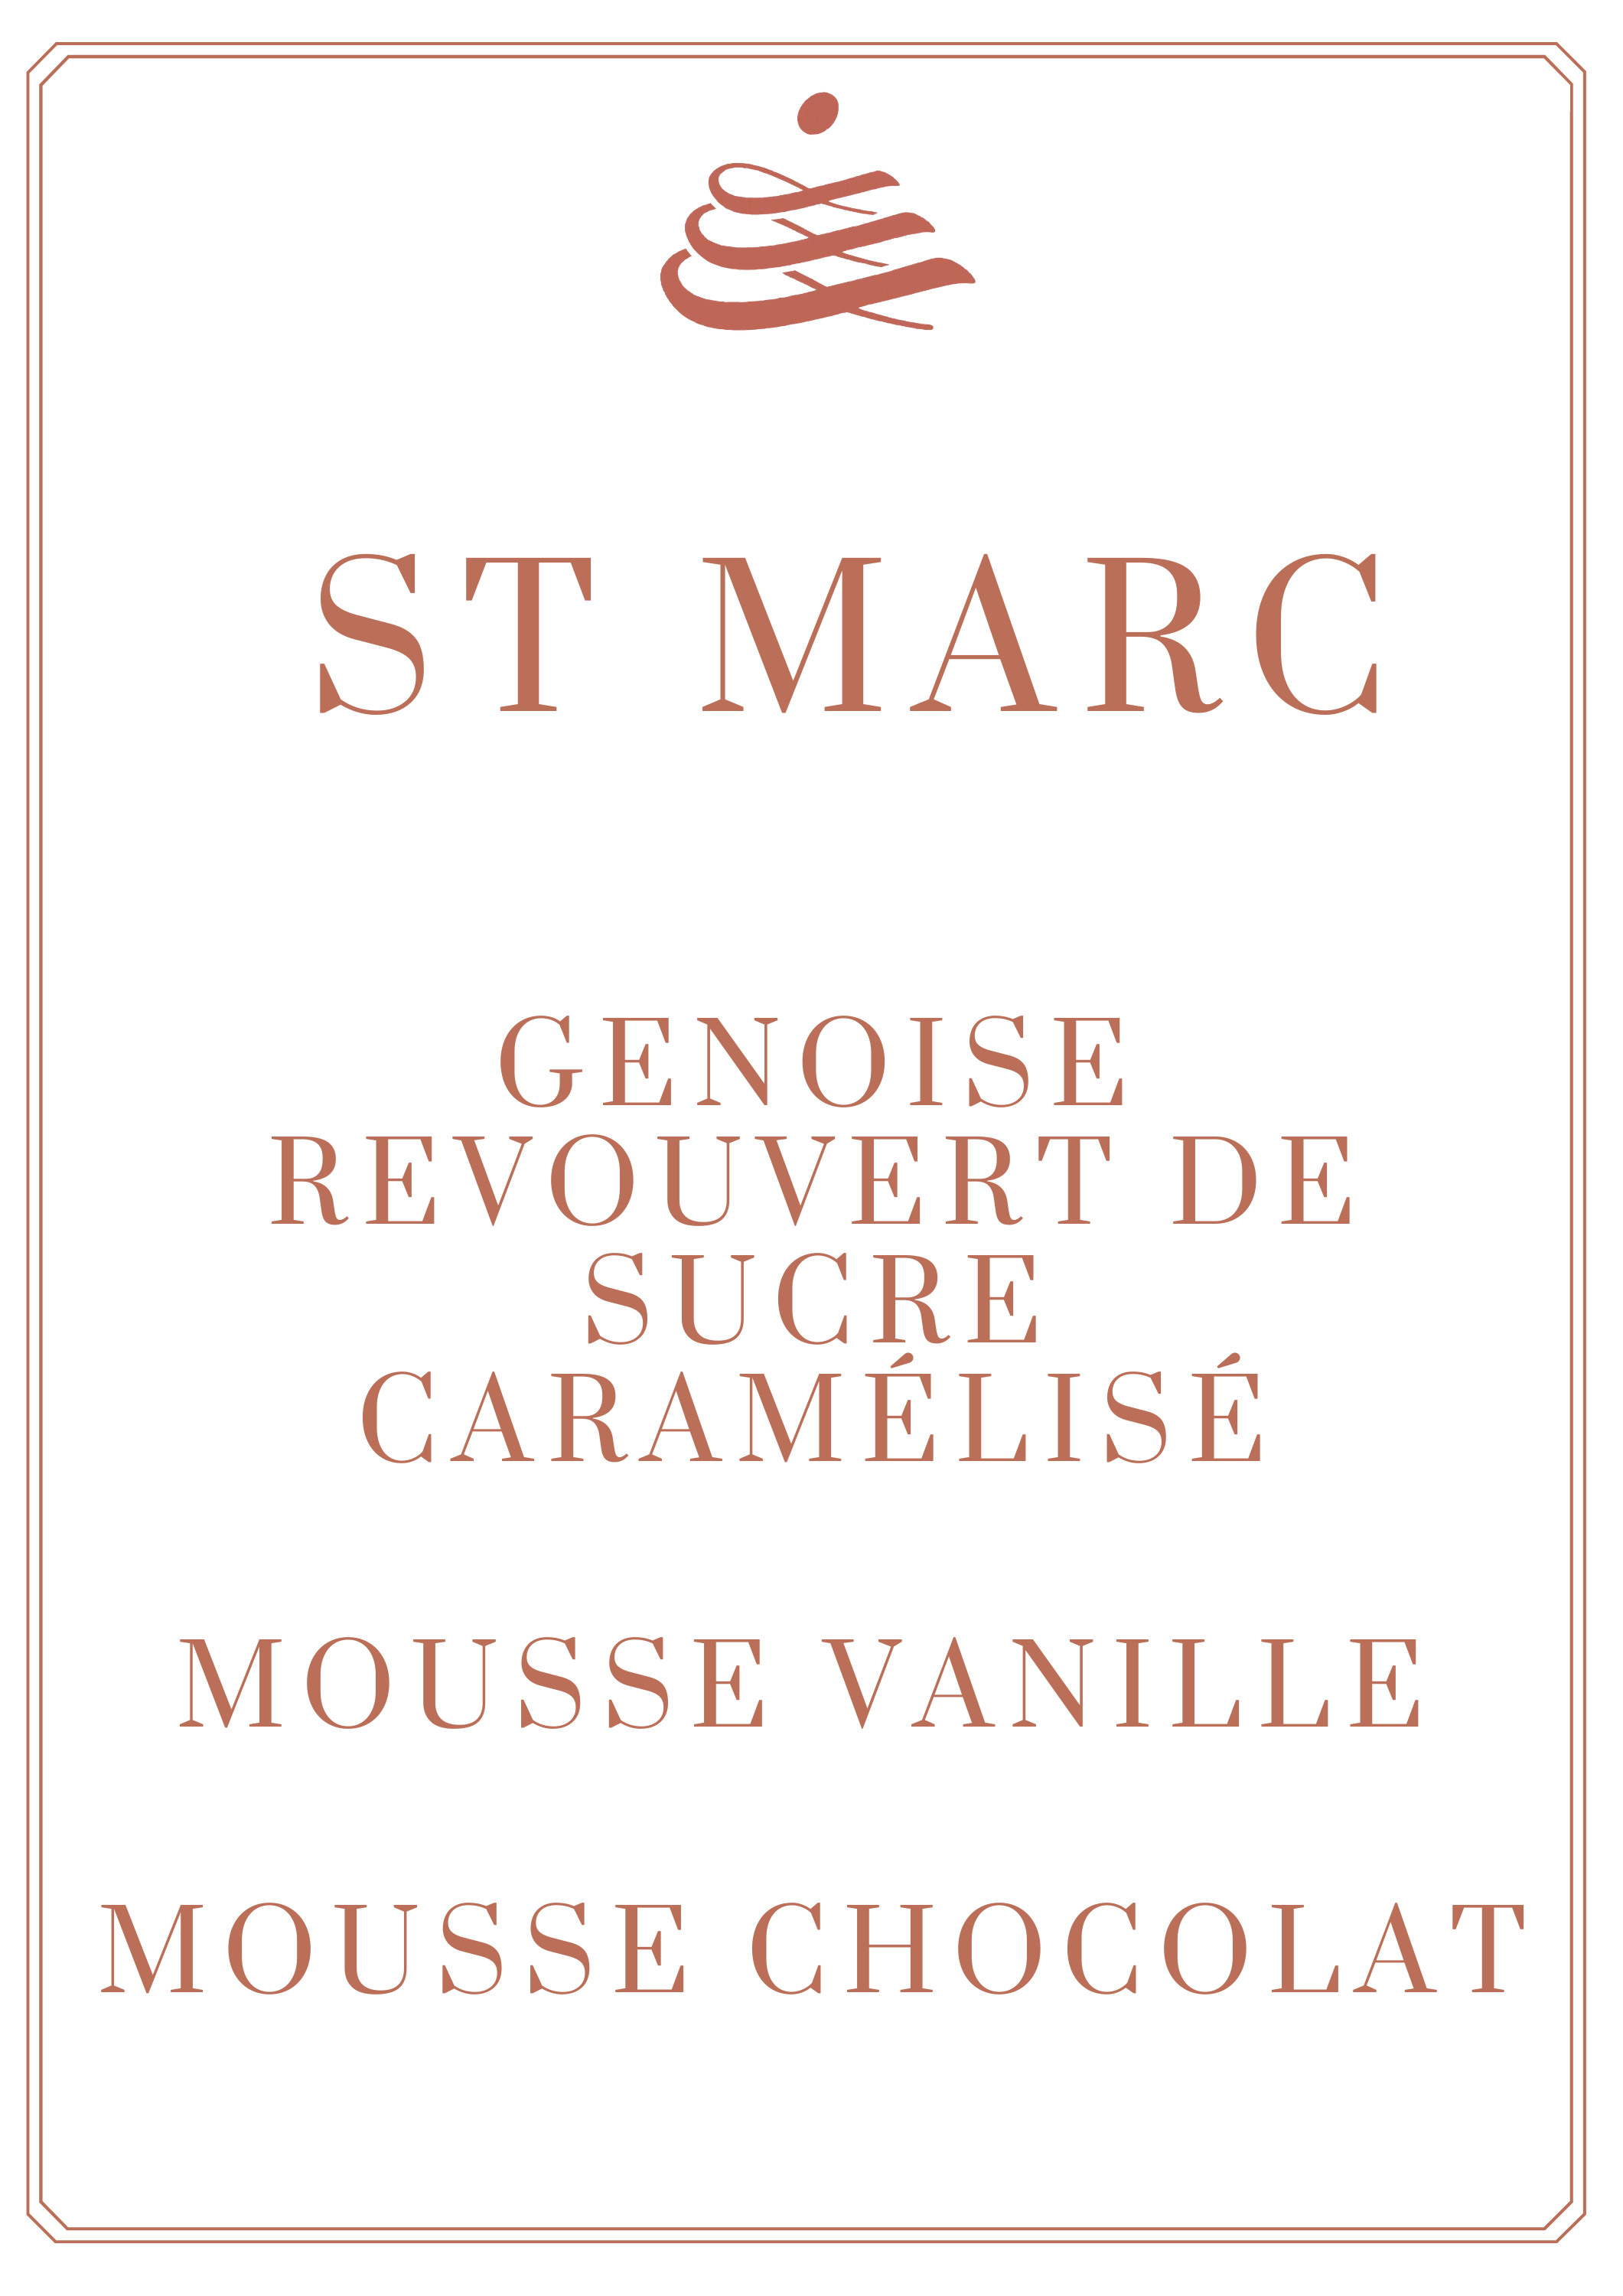 ST MARC
GENOISE
REVOUVERT DE
SUCRE
CARAMÉLISÉ
MOUSSE VANILLE
MOUSSE CHOCOLAT